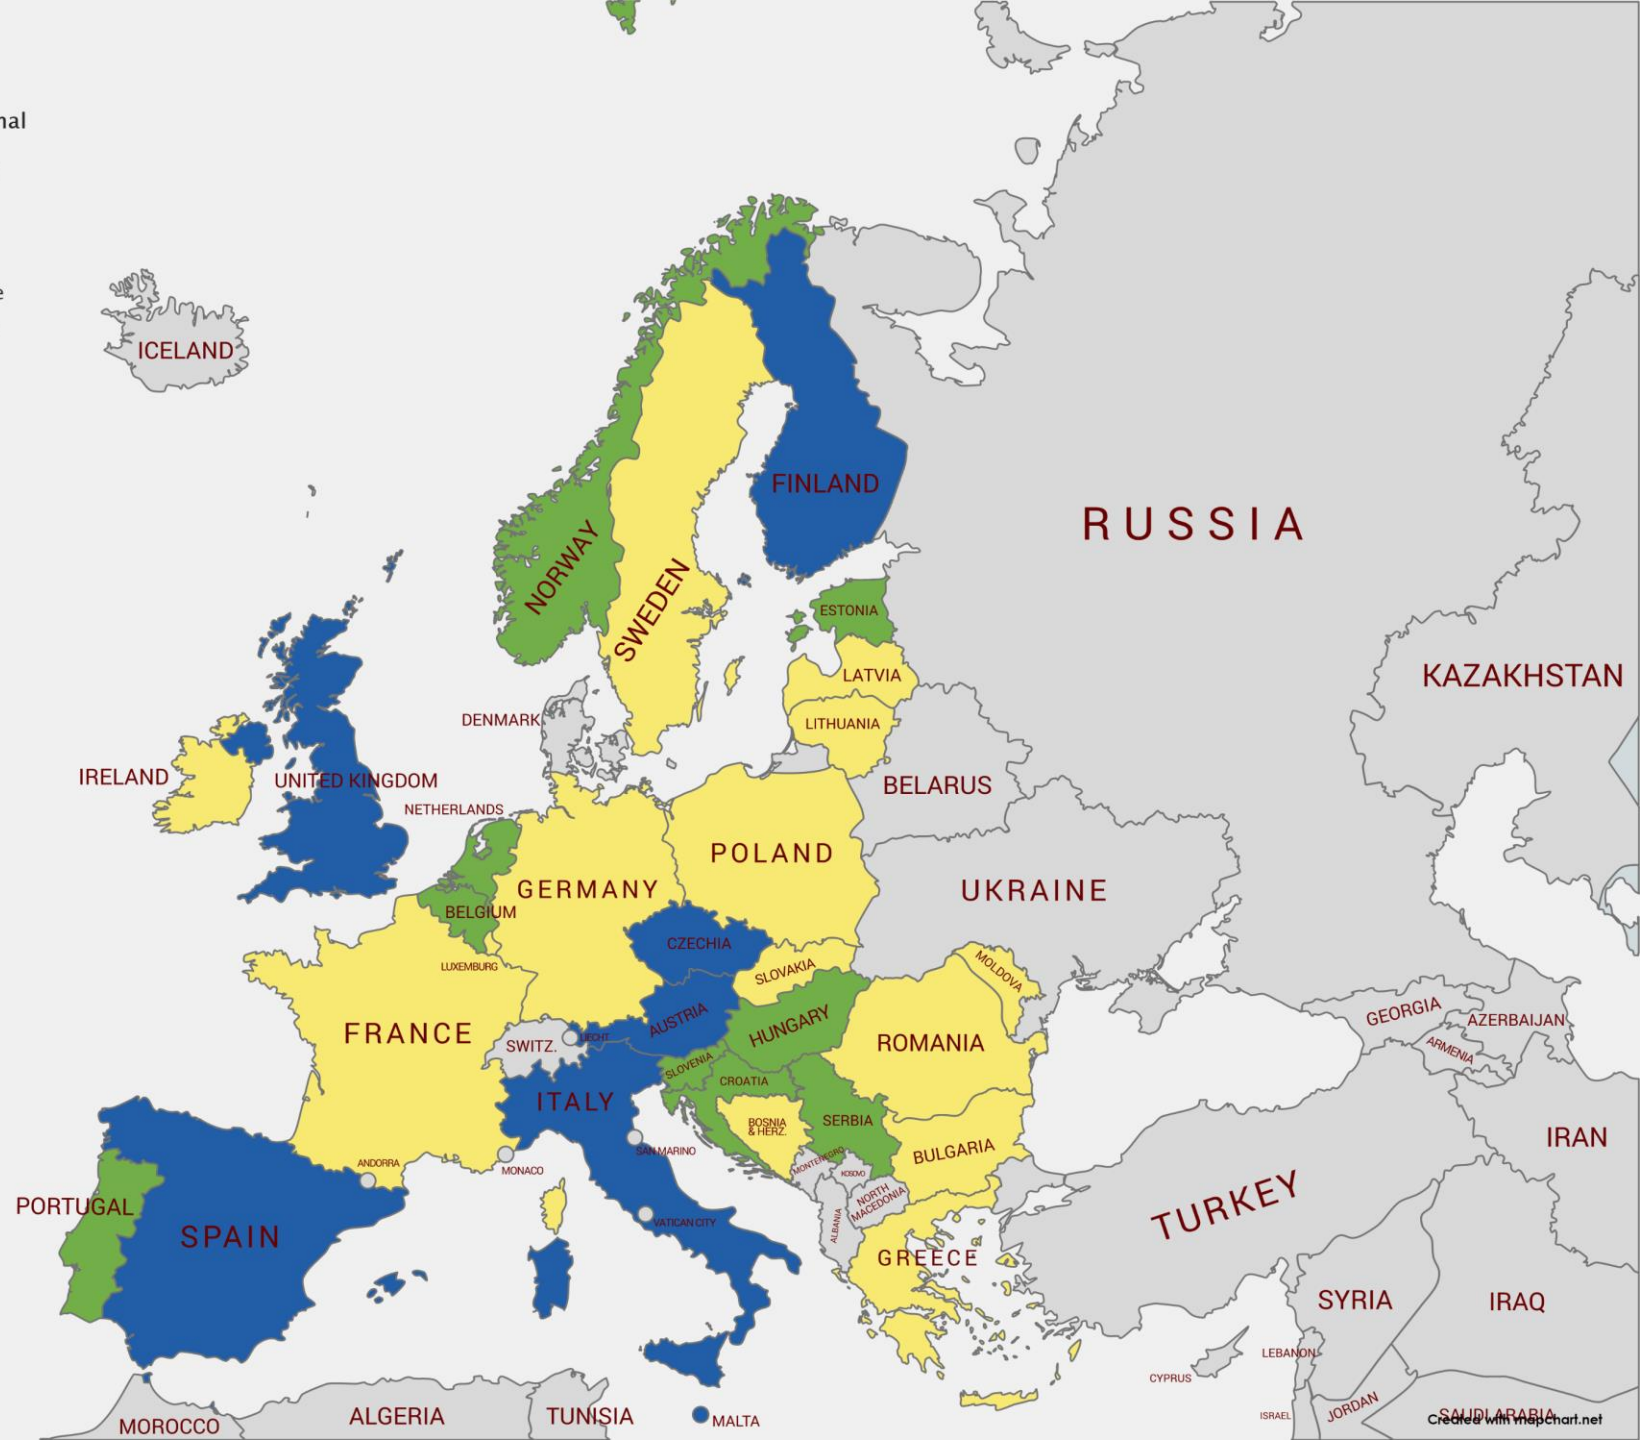 nal
e
ICELAND
FINLAND
RUSSIA
NORWAY
SWEDEN
ESTONIA
LATVIA
KAZAKHSTAN
LITHUANIA
DENMARK
IRELAND
UNITED KINGDOM
BELARUS
NETHERLANDS
POLAND
GERMANY
UKRAINE
BELGIUM
CZECHIA
LUXEMBURG
SLOVAKIA
MOLDOVA
FRANCE
AUSTRIA
HUNGARY
GEORGIA
AZERBAIJAN
SWITZ.
LIECHT
ROMANIA
ARMENIA
SLOVENIA
CROATIA
ITALY
BOSNIA
& HERZ.
SERBIA
IRAN
SAN MARINO
BULGARIA
ANDORRA
MONACO
MONTENEGRO
KOSOVO
NORTH
MACEDONIA
PORTUGAL
SPAIN
VATICAN CITY
ALBANIA
TURKEY
GREECE
SYRIA
IRAQ
LEBANON
CYPRUS
MOROCCO
ALGERIA
TUNISIA
MALTA
ISRAEL
JORDAN
SAUDI ARABIA
Created with mapchart.net